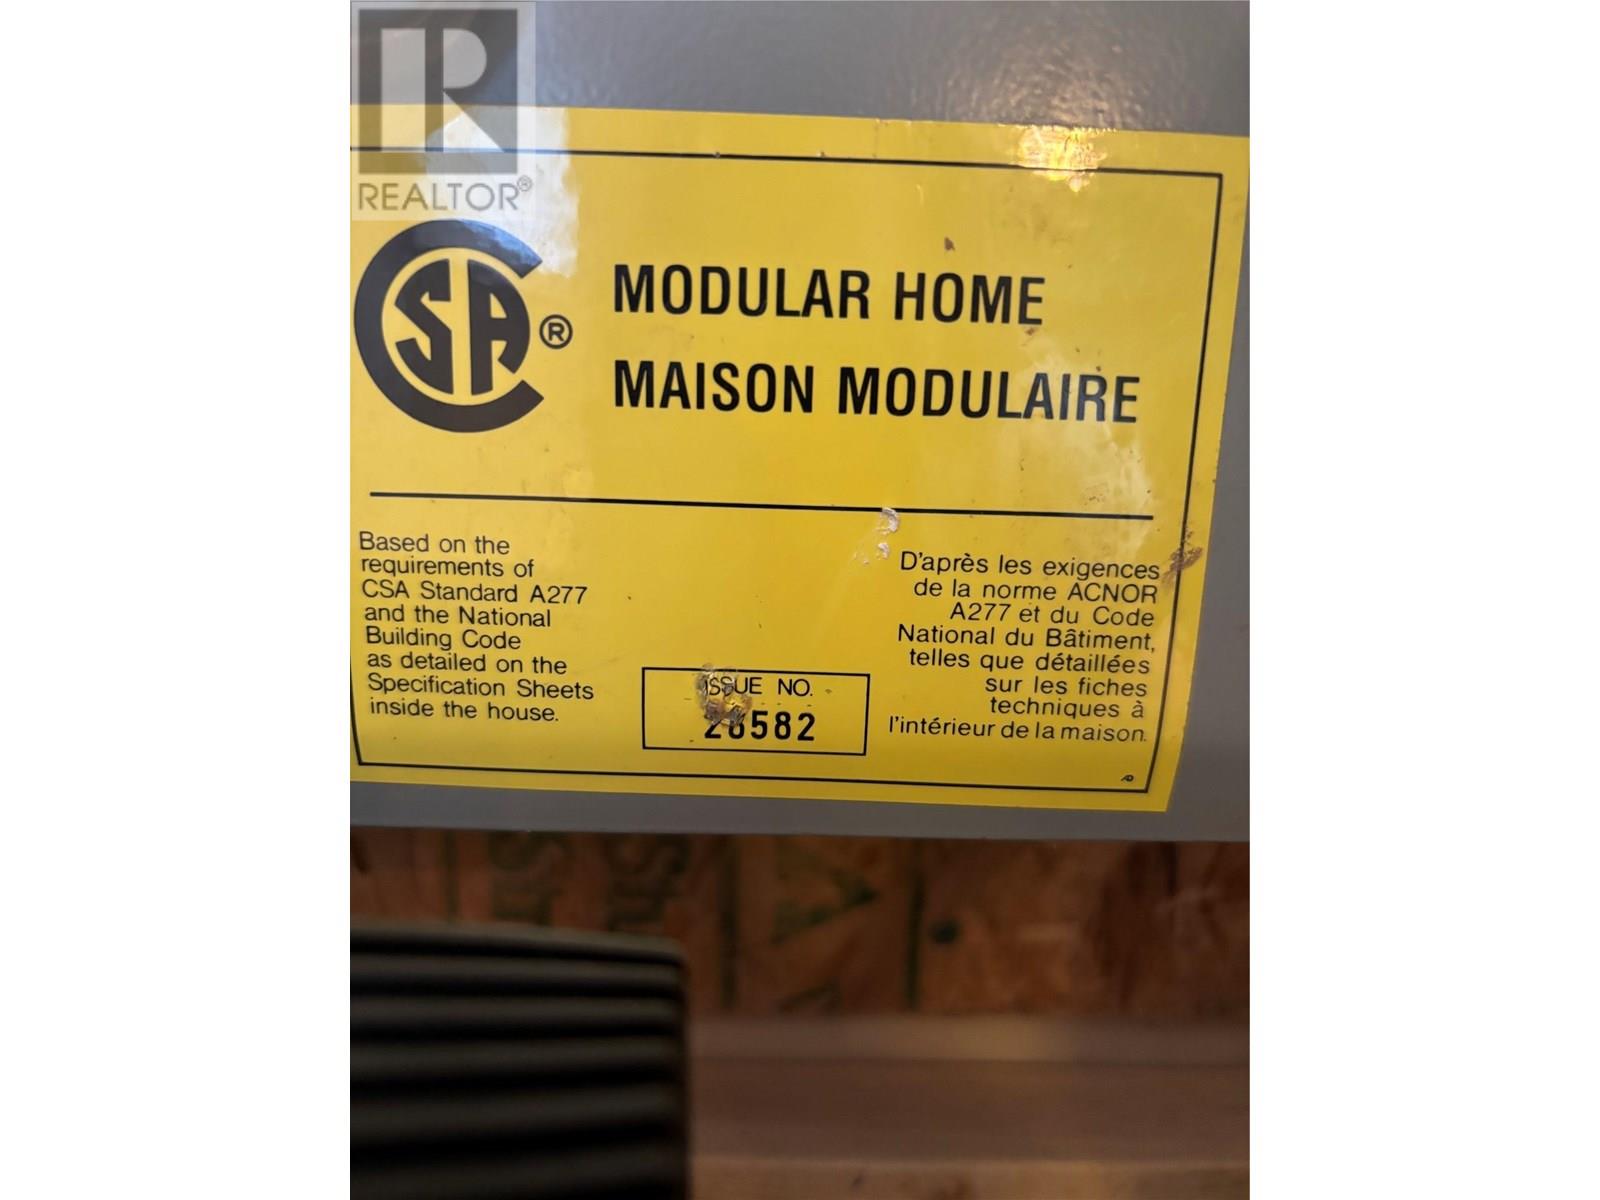 REALTOR®
CSA® MODULAR HOME
MAISON MODULAIRE
Based on the
requirements of
CSA Standard A277
and the National
Building Code
as detailed on the
Specification Sheets
inside the house.
ISSUE NO.
D'après les exigences
de la norme ACNOR
A277 et du Code
National du Bâtiment,
telles que détaillées
sur les fiches
techniques à
l'intérieur de la maison.